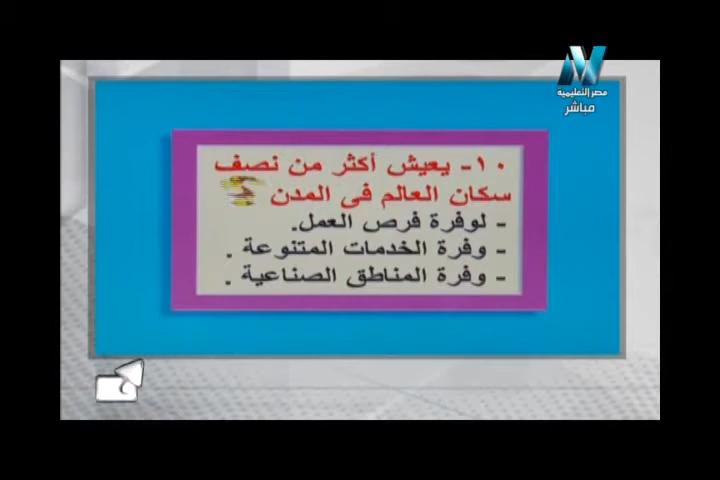 مصر التعليمية
مباشر
١٠- يعيش أكثر من نصف
سكان العالم فى المدن
- لوفرة فرص العمل.
- وفرة الخدمات المتنوعة .
- وفرة المناطق الصناعية .